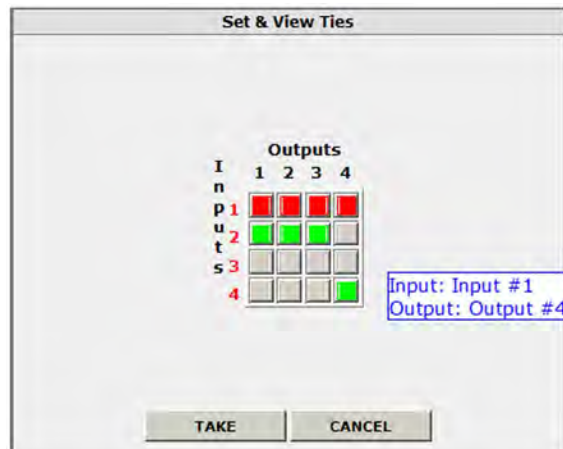 Set & View Ties
Outputs
1 2 3 4
Inputs
1
2
3
4
Input: Input #1
Output: Output #4
TAKE
CANCEL